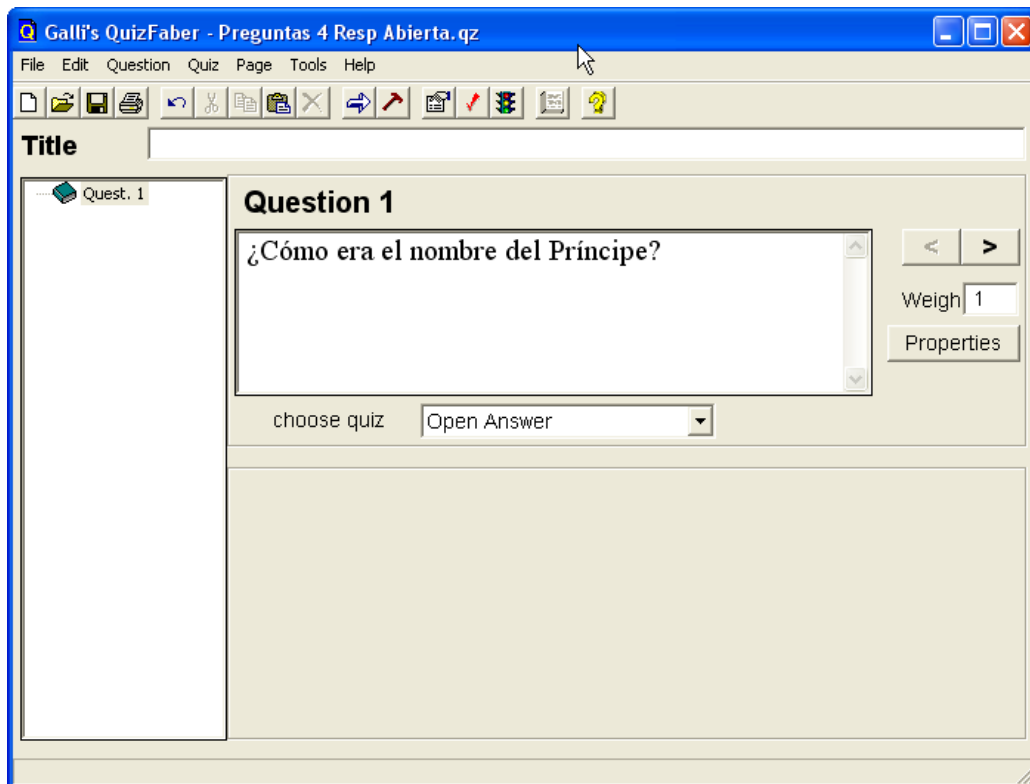 Galli's QuizFaber - Preguntas 4 Resp Abierta.qz
File Edit Question Quiz Page Tools Help
Title
Quest. 1
Question 1
¿Cómo era el nombre del Príncipe?
< >
Weigh 1
Properties
choose quiz Open Answer